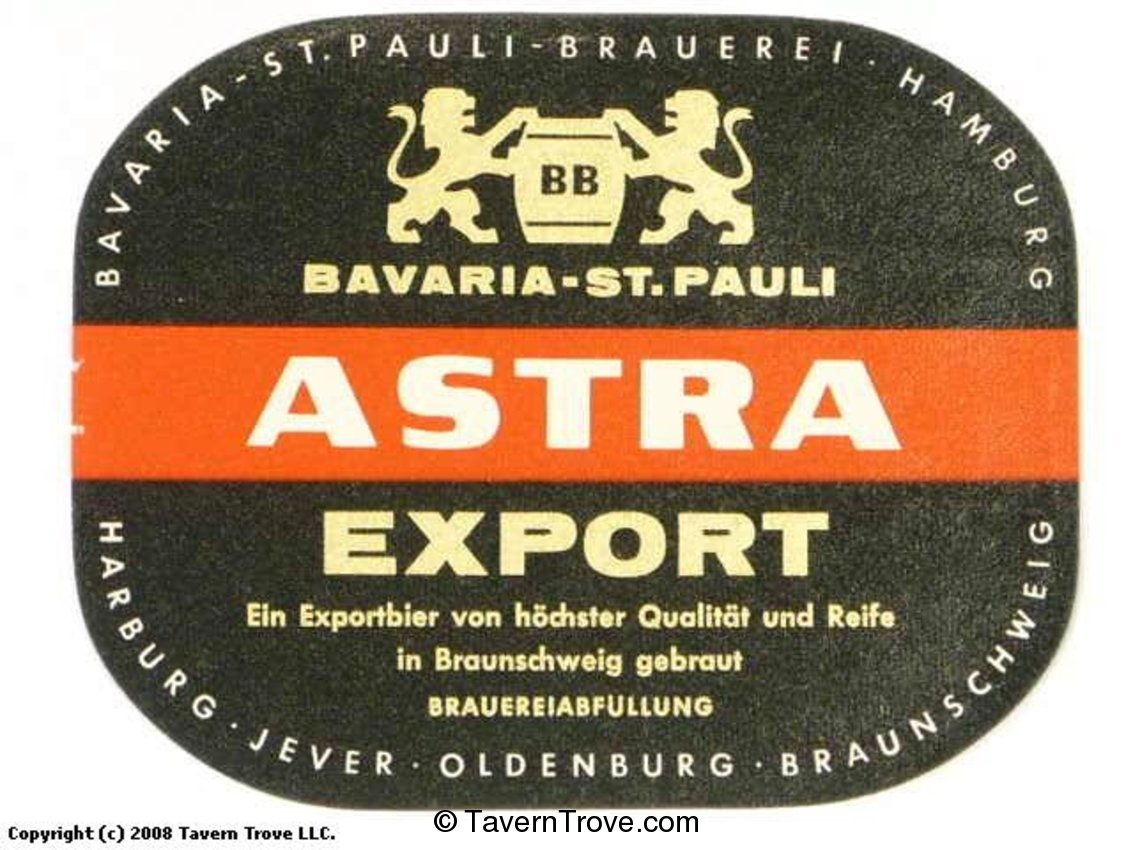 BAVARIA-ST. PAULI-BRAUEREI · HAMBURG
BB
BAVARIA-ST. PAULI
ASTRA
EXPORT
Ein Exportbier von höchster Qualität und Reife
in Braunschweig gebraut
BRAUEREIABFÜLLUNG
HARBURG · JEVER · OLDENBURG · BRAUNSCHWEIG
© TavernTrove.com
Copyright (c) 2008 Tavern Trove LLC.